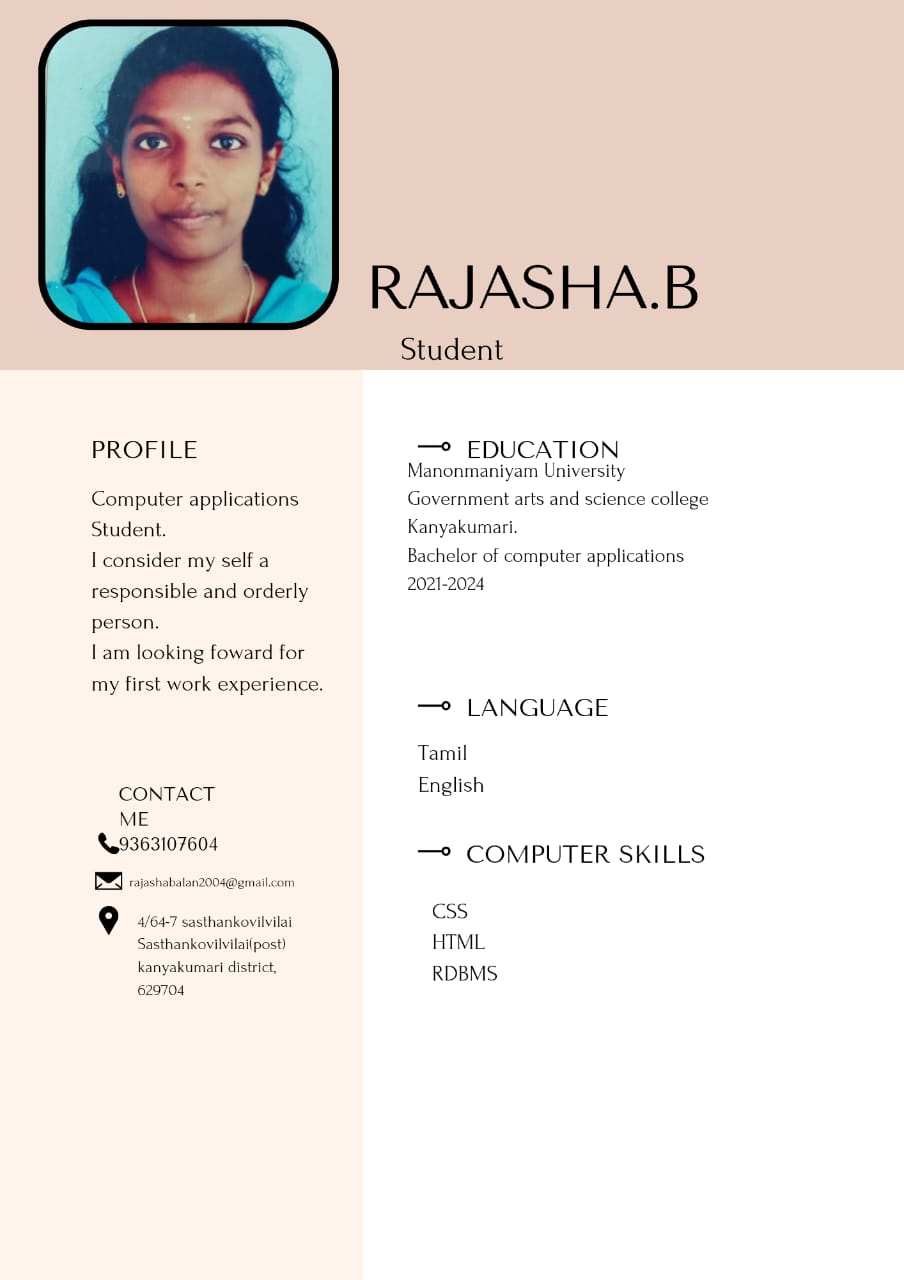 RAJASHA.B
Student
PROFILE
Computer applications
Student.
I consider my self a
responsible and orderly
person.
I am looking foward for
my first work experience.
CONTACT
ME
9363107604
rajashabalan2004@gmail.com
4/64-7 sasthankovilvilai
Sasthankovilvilai(post)
kanyakumari district,
629704
EDUCATION
Manonmaniyam University
Government arts and science college
Kanyakumari.
Bachelor of computer applications
2021-2024
LANGUAGE
Tamil
English
COMPUTER SKILLS
CSS
HTML
RDBMS